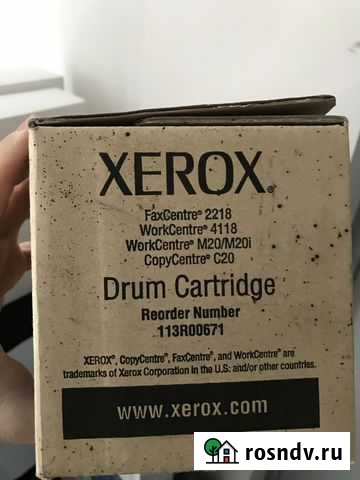 XEROX®
FaxCentre® 2218
WorkCentre® 4118
WorkCentre® M20/M20i
CopyCentre® C20
Drum Cartridge
Reorder Number
113R00671
XEROX®, CopyCentre®, FaxCentre®, and WorkCentre® are
trademarks of Xerox Corporation in the U.S. and/or other countries.
www.xerox.com
rosndv.ru